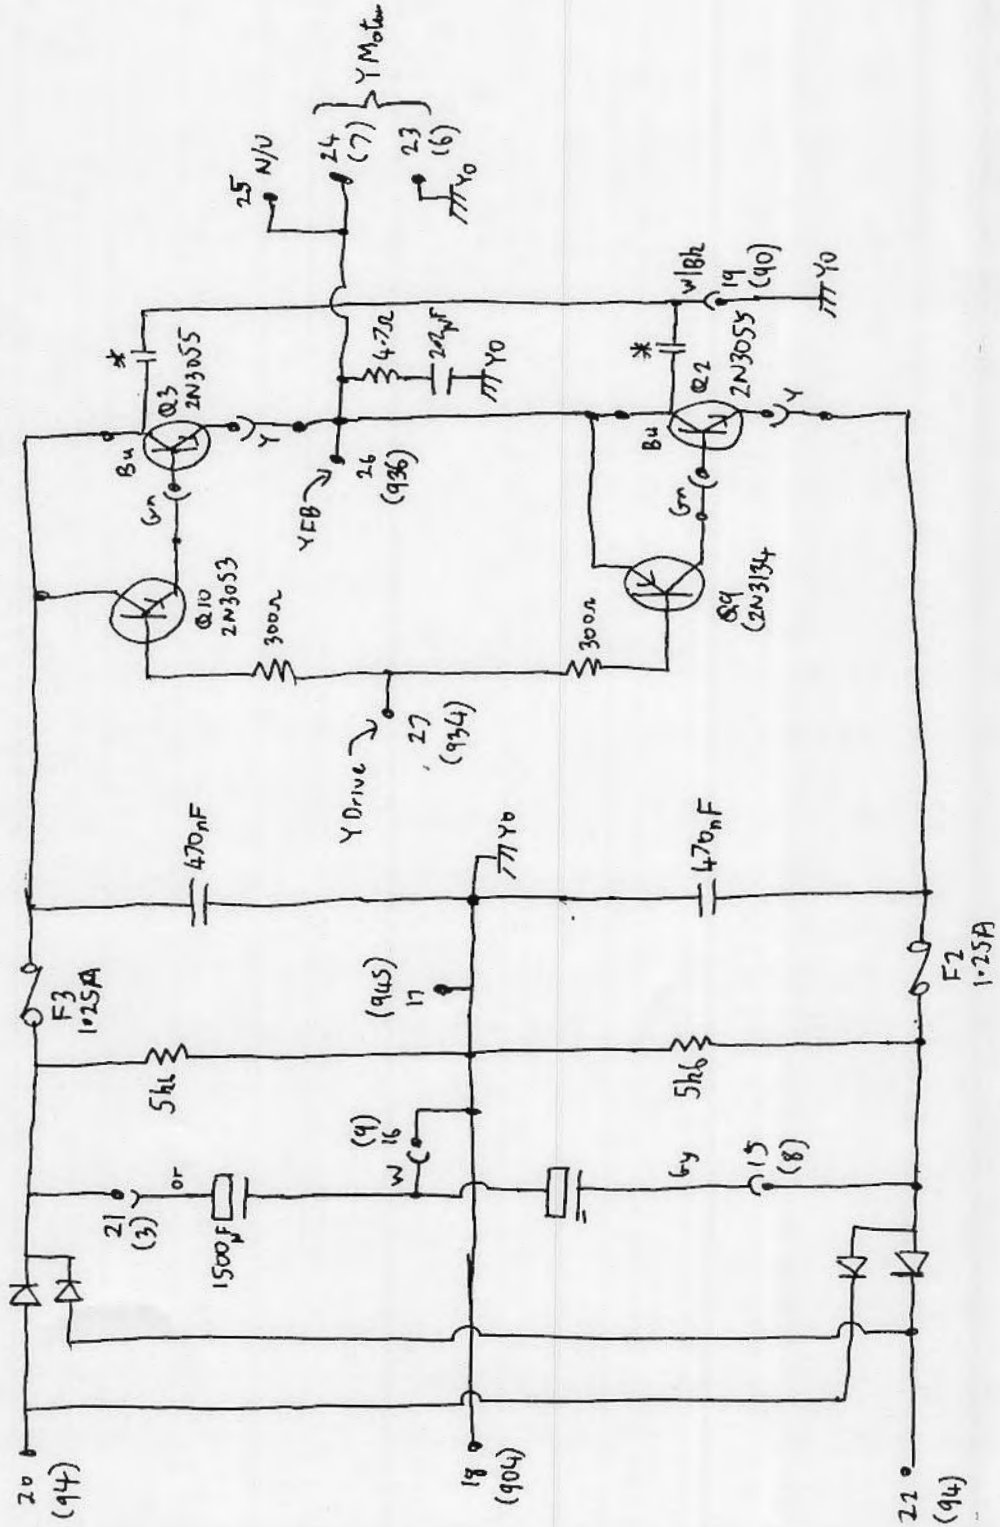 20
(94)
18
(904)
22
(94)
21
(3)
or
1500µF
W
(9)
16
Gy
15
(8)
5k6
5k6
F3
1.25A
(945)
17
F2
1.25A
470nF
Y0
470nF
Y Drive
27
(934)
300Ω
300Ω
Q10
2N3053
Q9
(2N3134
Gn
Gn
YFB
26
(936)
Bu
Y
Q3
2N3055
*
4.7Ω
2.2µF
Y0
Bu
Q2
2N3055
Y
*
W/Bk
19
(90)
Y0
25 N/U
24
(7)
23
(6)
Y0
Y Motor